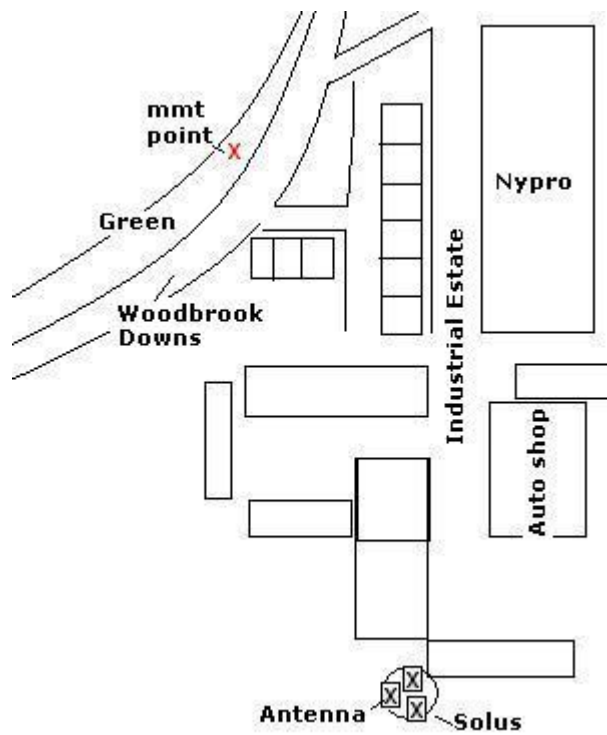 mmt
point
X
Nypro
Green
Woodbrook
Downs
Industrial Estate
Auto shop
X
X
X
Antenna
Solus